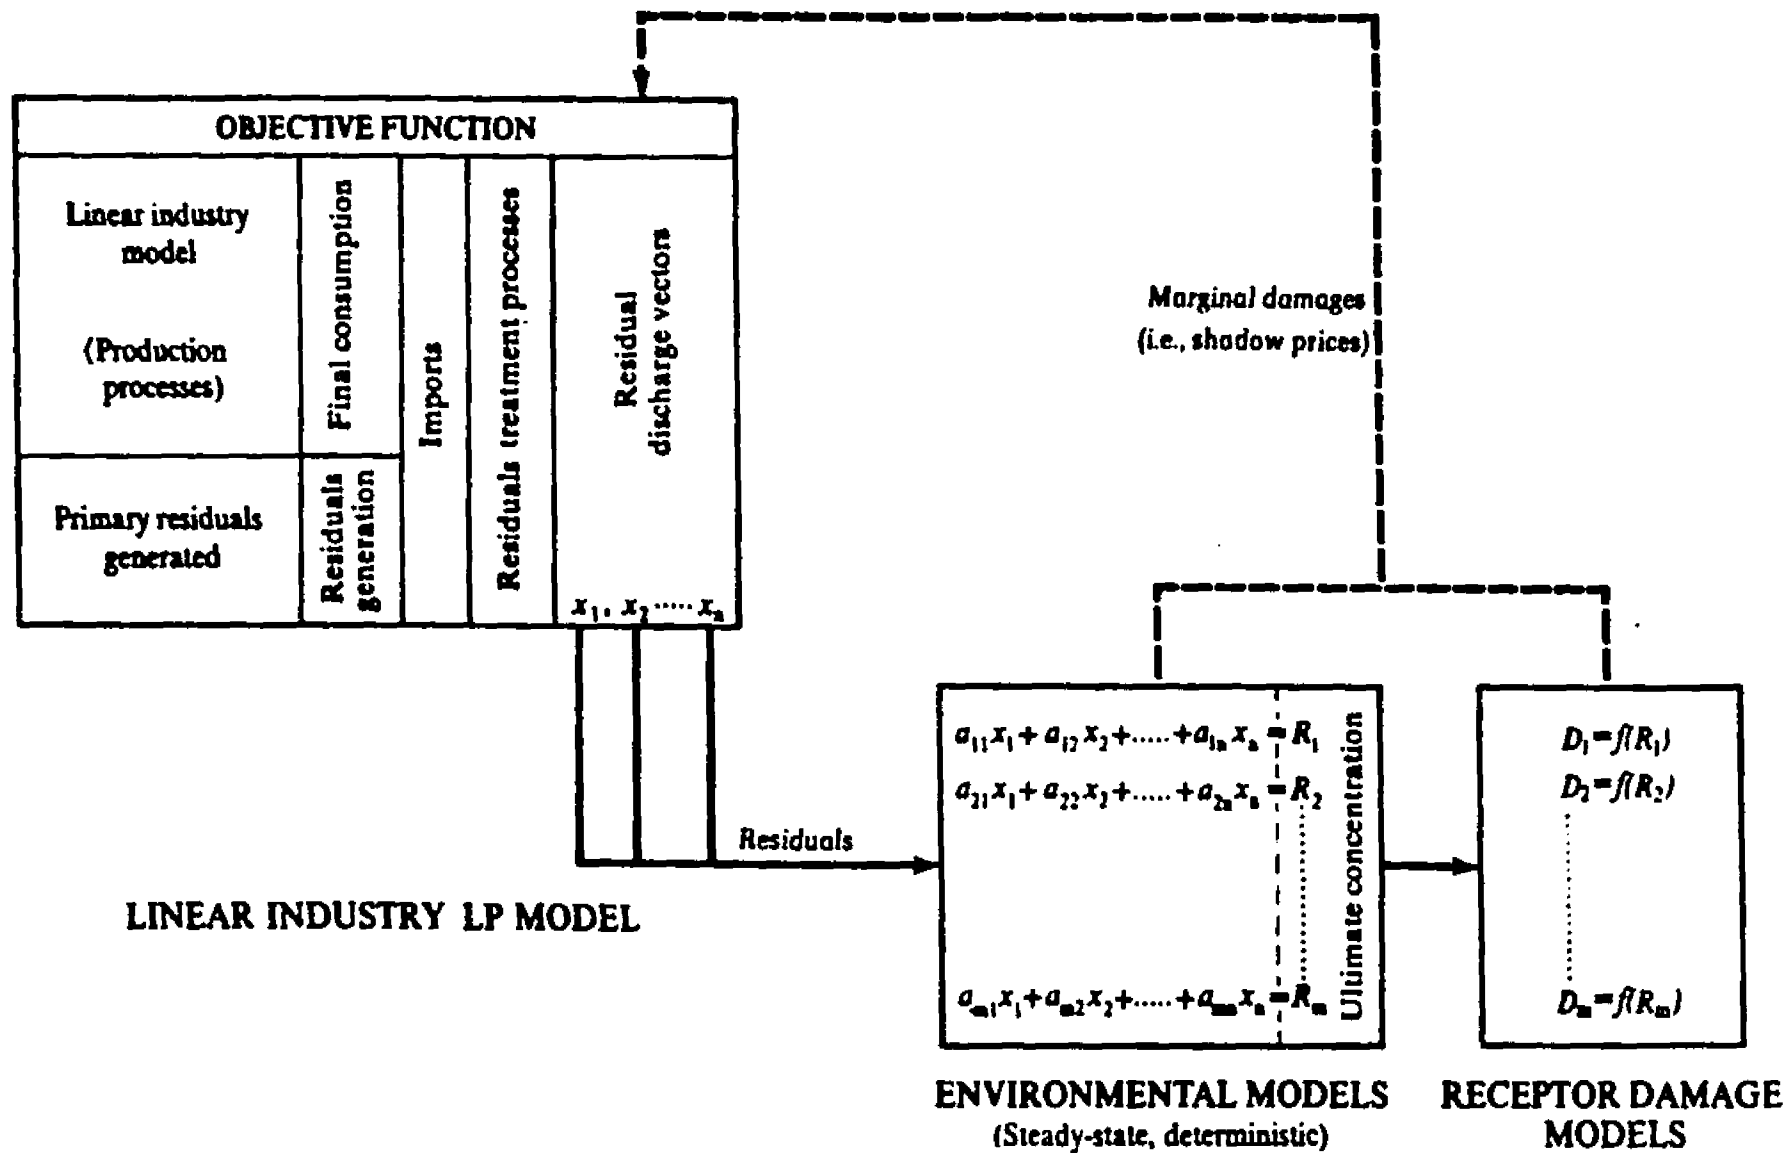 OBJECTIVE FUNCTION
Linear industry
model
(Production
processes)
Primary residuals
generated
Final consumption
Residuals
generation
Imports
Residuals treatment processes
Residual
discharge vectors
x₁, x₂ ..... xₙ
Marginal damages
(i.e., shadow prices)
Residuals
LINEAR INDUSTRY LP MODEL
a₁₁x₁ + a₁₂x₂ + ..... + a₁ₙxₙ = R₁
a₂₁x₁ + a₂₂x₂ + ..... + a₂ₙxₙ = R₂
aₘ₁x₁ + aₘ₂x₂ + ..... + aₘₙxₙ = Rₘ
Ultimate concentration
ENVIRONMENTAL MODELS
(Steady-state, deterministic)
D₁ = f(R₁)
D₂ = f(R₂)
Dₘ = f(Rₘ)
RECEPTOR DAMAGE
MODELS